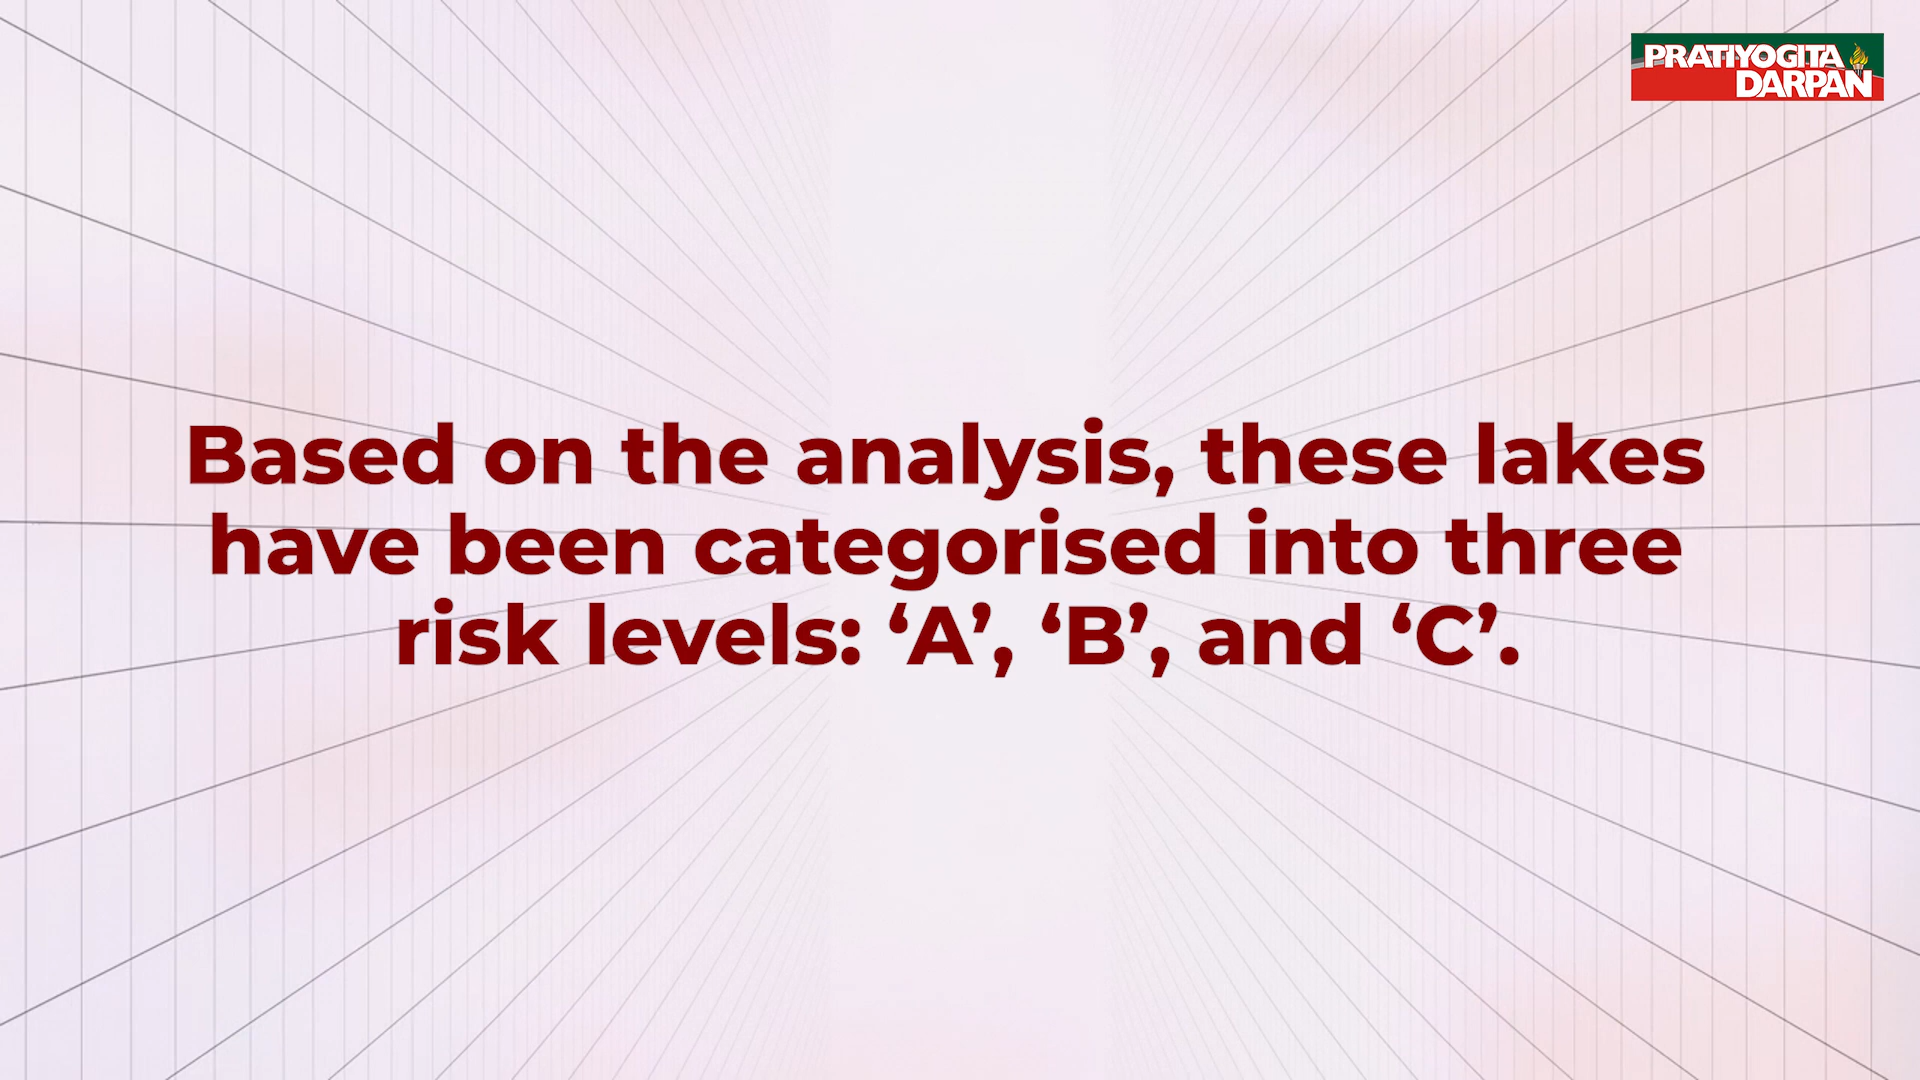 PRATIYOGITA
DARPAN
Based on the analysis, these lakes
have been categorised into three
risk levels: ‘A’, ‘B’, and ‘C’.